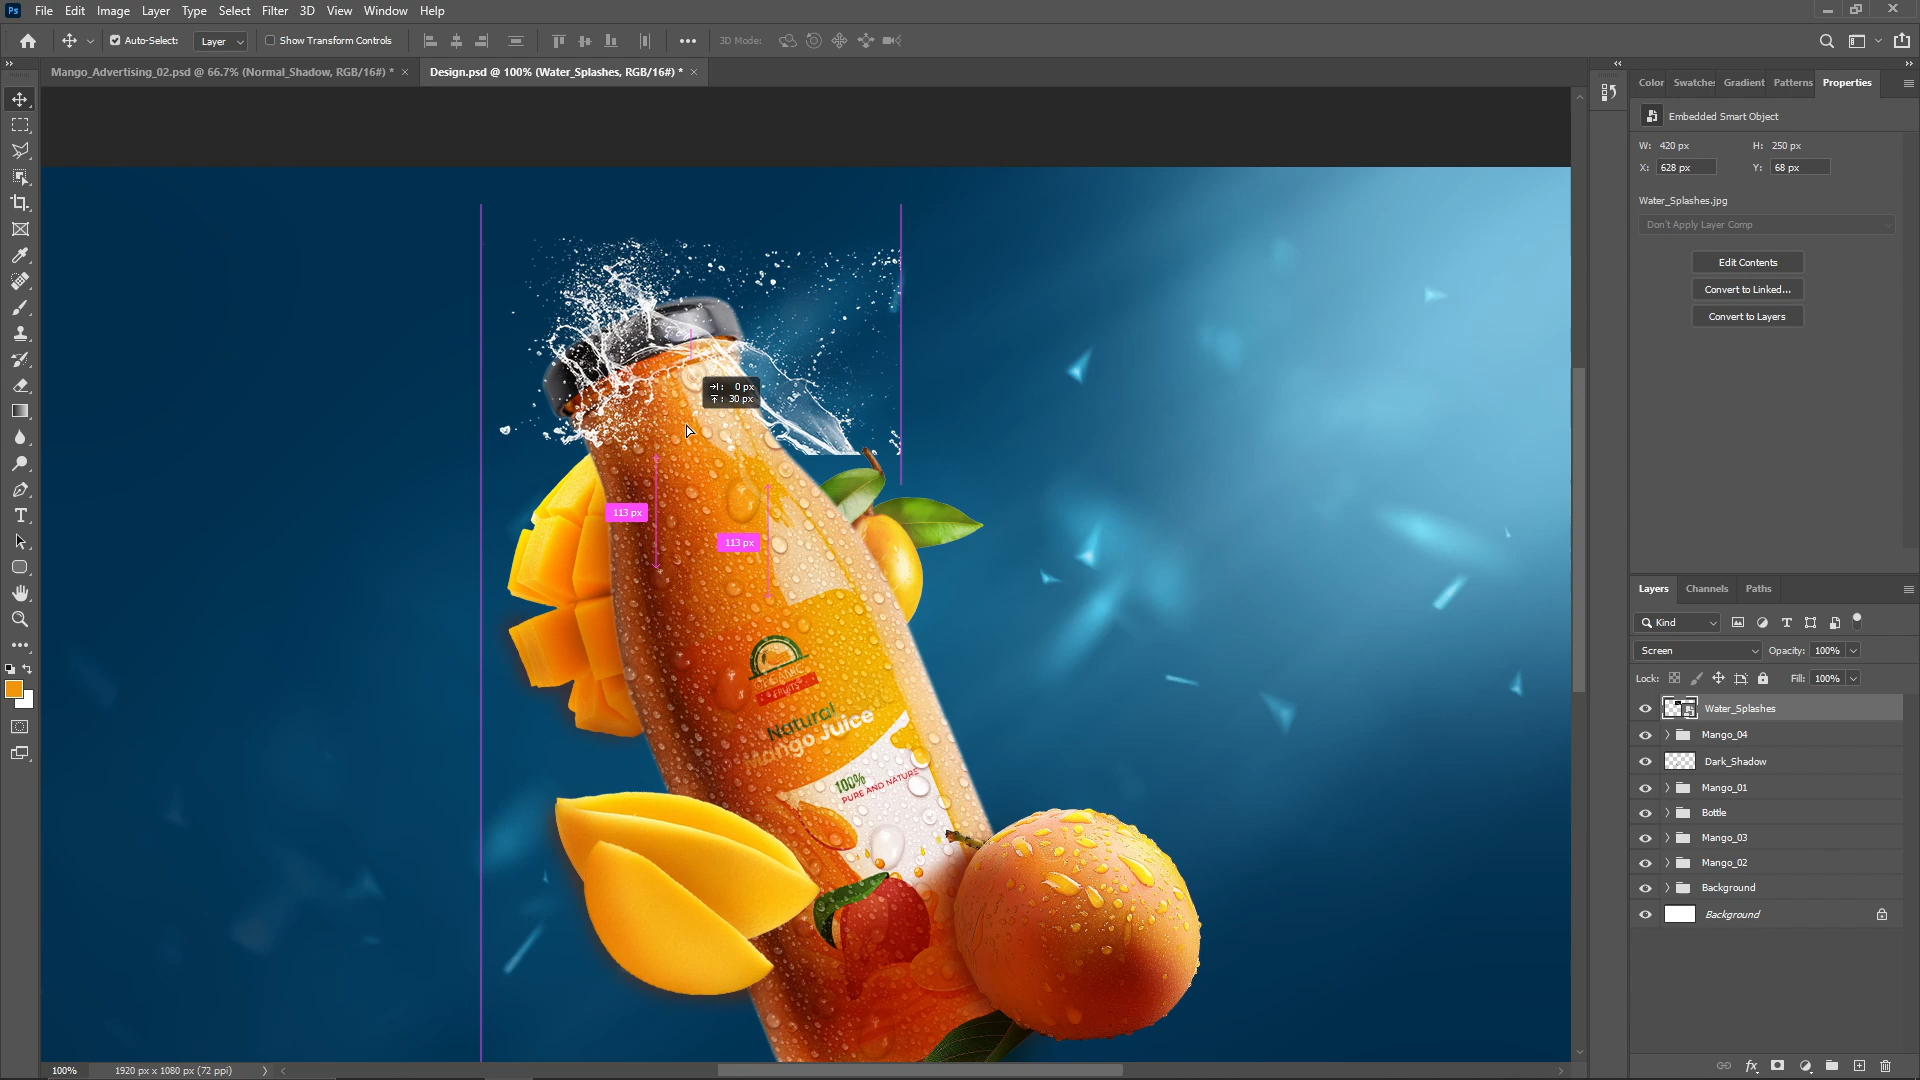 Ps File Edit Image Layer Type Select Filter 3D View Window Help
Auto-Select: Layer Show Transform Controls ••• 3D Mode:
Mango_Advertising_02.psd @ 66.7% (Normal_Shadow, RGB/16#) * × Design.psd @ 100% (Water_Splashes, RGB/16#) * ×
Color Swatches Gradient Patterns Properties
Embedded Smart Object
W: 420 px H: 250 px
X: 628 px Y: 68 px
Water_Splashes.jpg
Don't Apply Layer Comp
Edit Contents
Convert to Linked...
Convert to Layers
: 0 px
: 30 px
113 px
113 px
ORGANIC
FRUITS
Natural
Mango Juice
100%
PURE AND NATURE
Layers Channels Paths
Kind
Screen Opacity: 100%
Lock: Fill: 100%
Water_Splashes
Mango_04
Dark_Shadow
Mango_01
Bottle
Mango_03
Mango_02
Background
Background
fx
100% 1920 px x 1080 px (72 ppi)